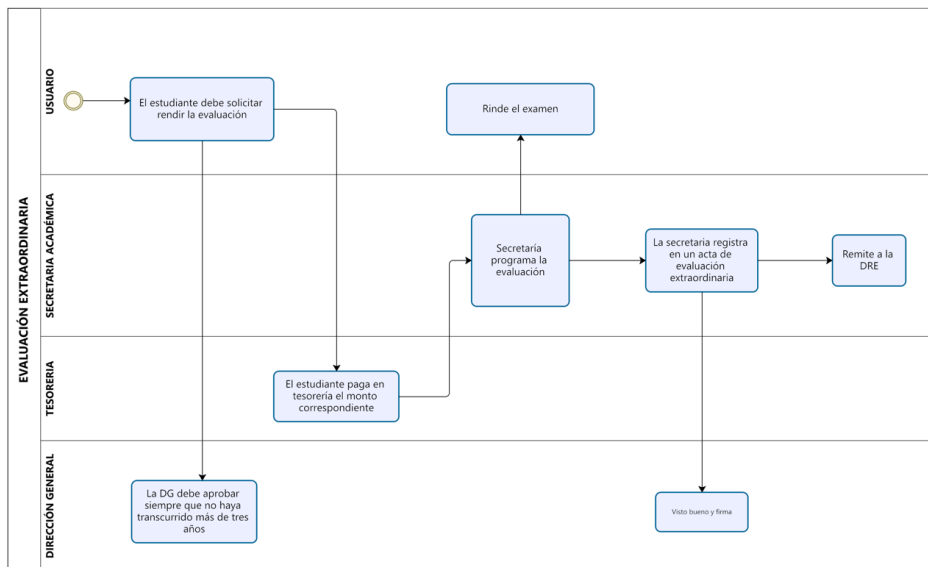 EVALUACIÓN EXTRAORDINARIA
USUARIO
El estudiante debe solicitar
rendir la evaluación
Rinde el examen
SECRETARIA ACADÉMICA
Secretaría
programa la
evaluación
La secretaria registra
en un acta de
evaluación
extraordinaria
Remite a la
DRE
TESORERIA
El estudiante paga en
tesorería el monto
correspondiente
DIRECCIÓN GENERAL
La DG debe aprobar
siempre que no haya
transcurrido más de tres
años
Visto bueno y firma